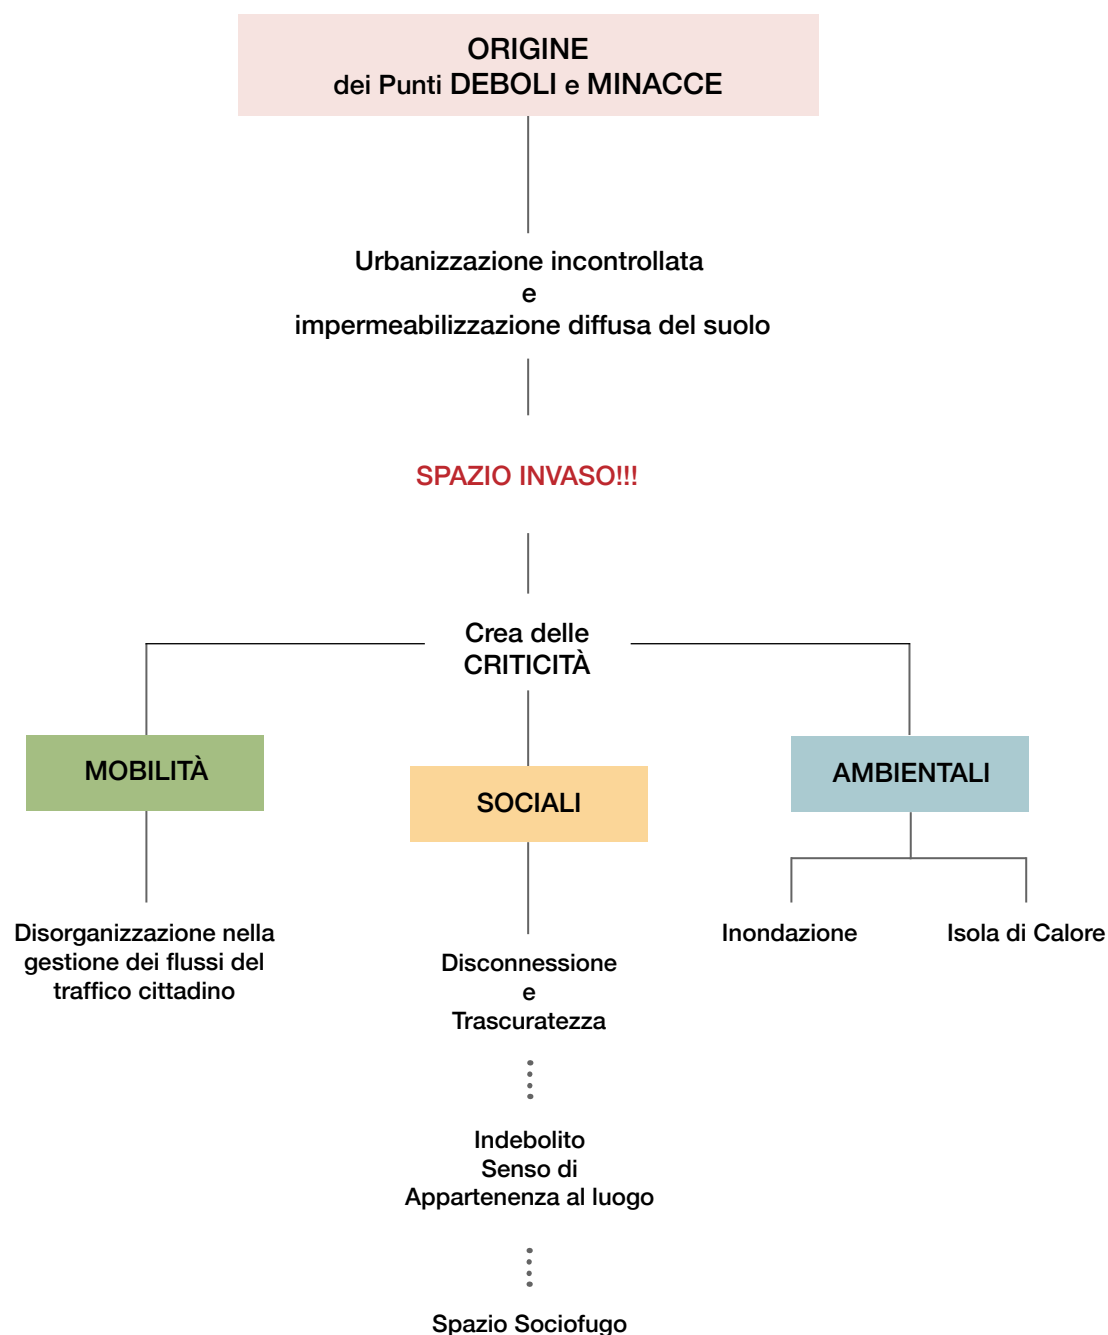 ORIGINE
dei Punti DEBOLI e MINACCE
Urbanizzazione incontrollata
e
impermeabilizzazione diffusa del suolo
SPAZIO INVASO!!!
Crea delle
CRITICITÀ
MOBILITÀ
SOCIALI
AMBIENTALI
Disorganizzazione nella
gestione dei flussi del
traffico cittadino
Disconnessione
e
Trascuratezza
Indebolito
Senso di
Appartenenza al luogo
Spazio Sociofugo
Inondazione
Isola di Calore